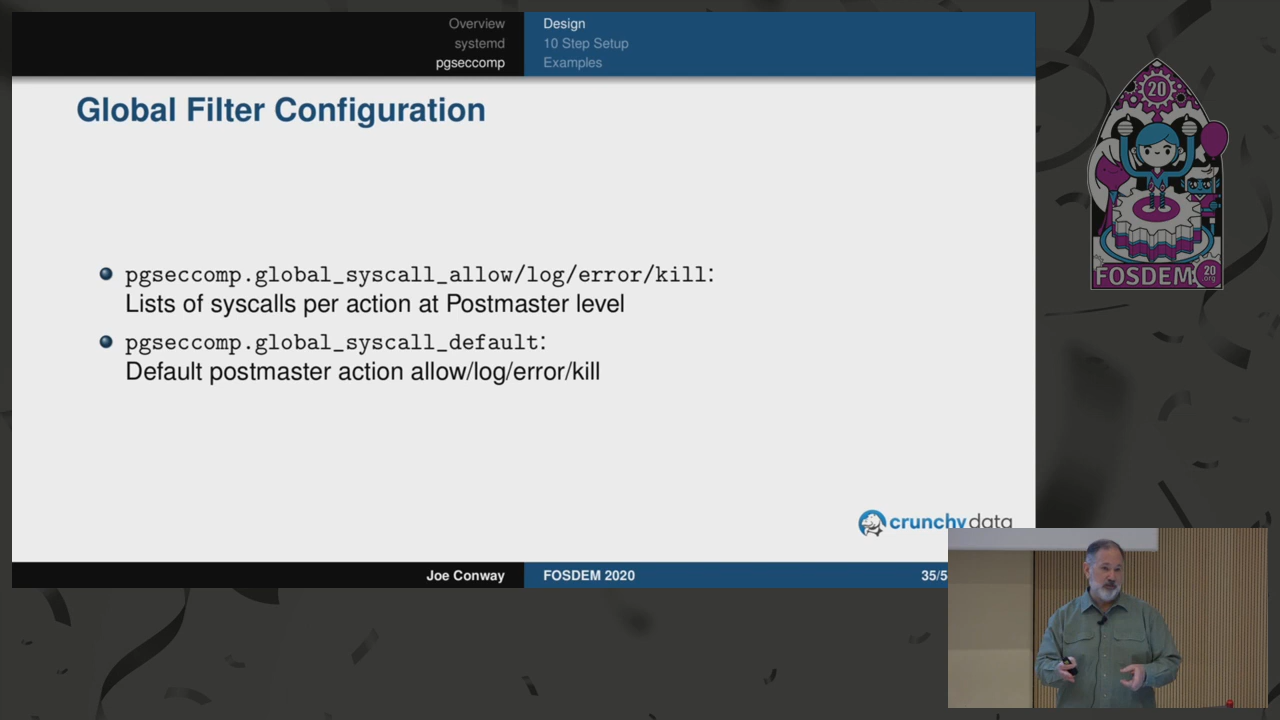 Overview
systemd
pgseccomp
Design
10 Step Setup
Examples
Global Filter Configuration
pgseccomp.global_syscall_allow/log/error/kill:
Lists of syscalls per action at Postmaster level
pgseccomp.global_syscall_default:
Default postmaster action allow/log/error/kill
crunchydata
Joe Conway
FOSDEM 2020
35/5
20
FOSDEM
20
.org